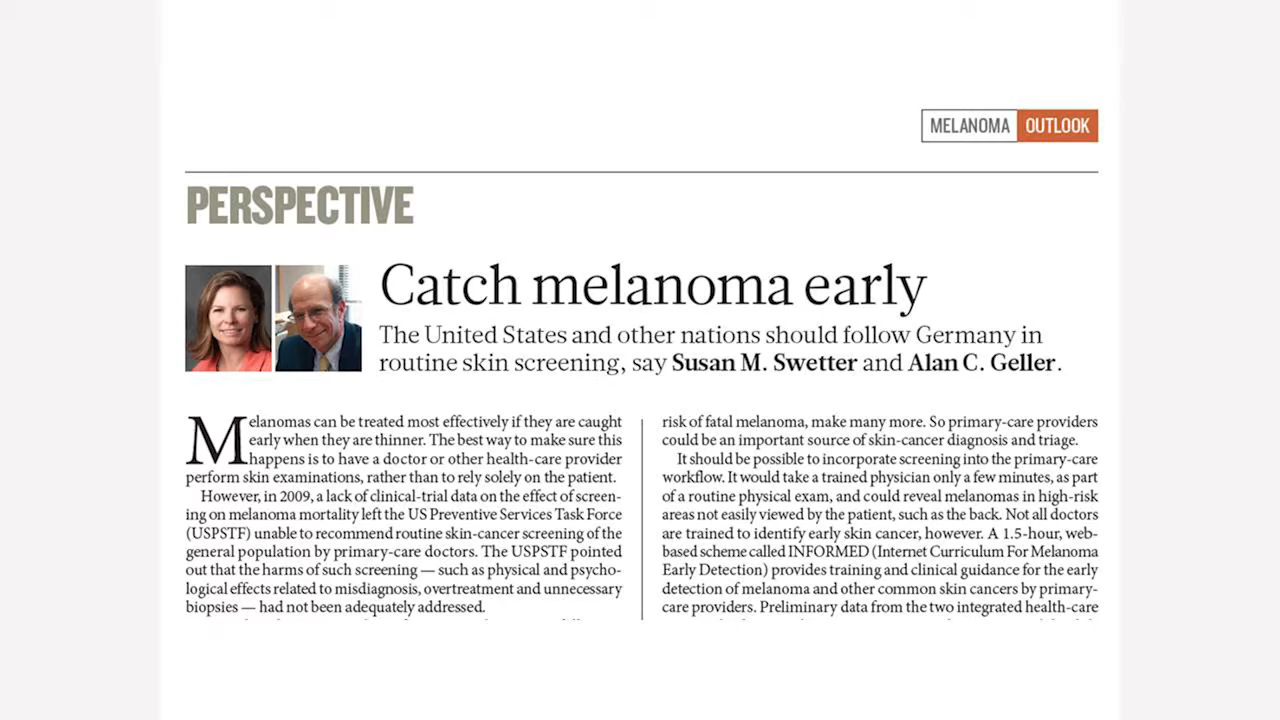 MELANOMA OUTLOOK
PERSPECTIVE
Catch melanoma early
The United States and other nations should follow Germany in
routine skin screening, say Susan M. Swetter and Alan C. Geller.
Melanomas can be treated most effectively if they are caught
early when they are thinner. The best way to make sure this
happens is to have a doctor or other health-care provider
perform skin examinations, rather than to rely solely on the patient.
However, in 2009, a lack of clinical-trial data on the effect of screen-
ing on melanoma mortality left the US Preventive Services Task Force
(USPSTF) unable to recommend routine skin-cancer screening of the
general population by primary-care doctors. The USPSTF pointed
out that the harms of such screening — such as physical and psycho-
logical effects related to misdiagnosis, overtreatment and unnecessary
biopsies — had not been adequately addressed.
risk of fatal melanoma, make many more. So primary-care providers
could be an important source of skin-cancer diagnosis and triage.
It should be possible to incorporate screening into the primary-care
workflow. It would take a trained physician only a few minutes, as part
of a routine physical exam, and could reveal melanomas in high-risk
areas not easily viewed by the patient, such as the back. Not all doctors
are trained to identify early skin cancer, however. A 1.5-hour, web-
based scheme called INFORMED (Internet Curriculum For Melanoma
Early Detection) provides training and clinical guidance for the early
detection of melanoma and other common skin cancers by primary-
care providers. Preliminary data from the two integrated health-care